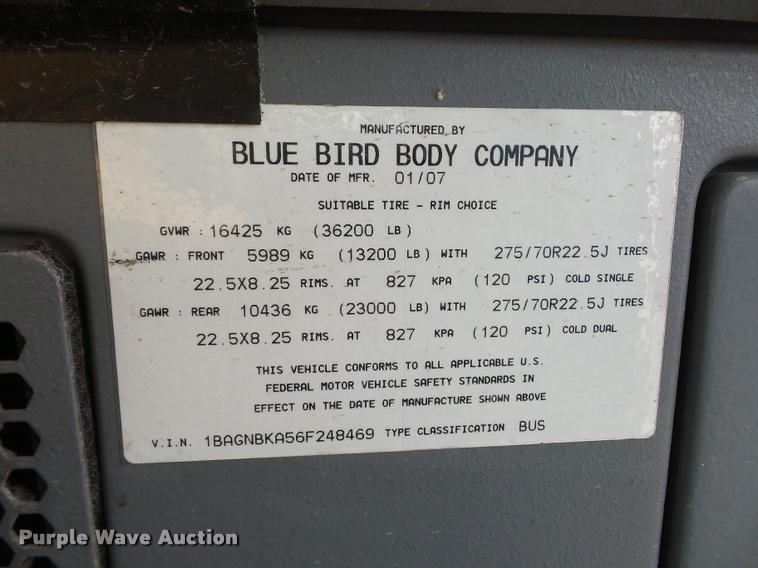 MANUFACTURED BY
BLUE BIRD BODY COMPANY
DATE OF MFR. 01/07
SUITABLE TIRE - RIM CHOICE
GVWR : 16425 KG (36200 LB)
GAWR : FRONT 5989 KG (13200 LB) WITH 275/70R22.5J TIRES
22.5X8.25 RIMS. AT 827 KPA (120 PSI) COLD SINGLE
GAWR : REAR 10436 KG (23000 LB) WITH 275/70R22.5J TIRES
22.5X8.25 RIMS. AT 827 KPA (120 PSI) COLD DUAL
THIS VEHICLE CONFORMS TO ALL APPLICABLE U.S.
FEDERAL MOTOR VEHICLE SAFETY STANDARDS IN
EFFECT ON THE DATE OF MANUFACTURE SHOWN ABOVE
V.I.N. 1BAGNBKA56F248469 TYPE CLASSIFICATION BUS
Purple Wave Auction